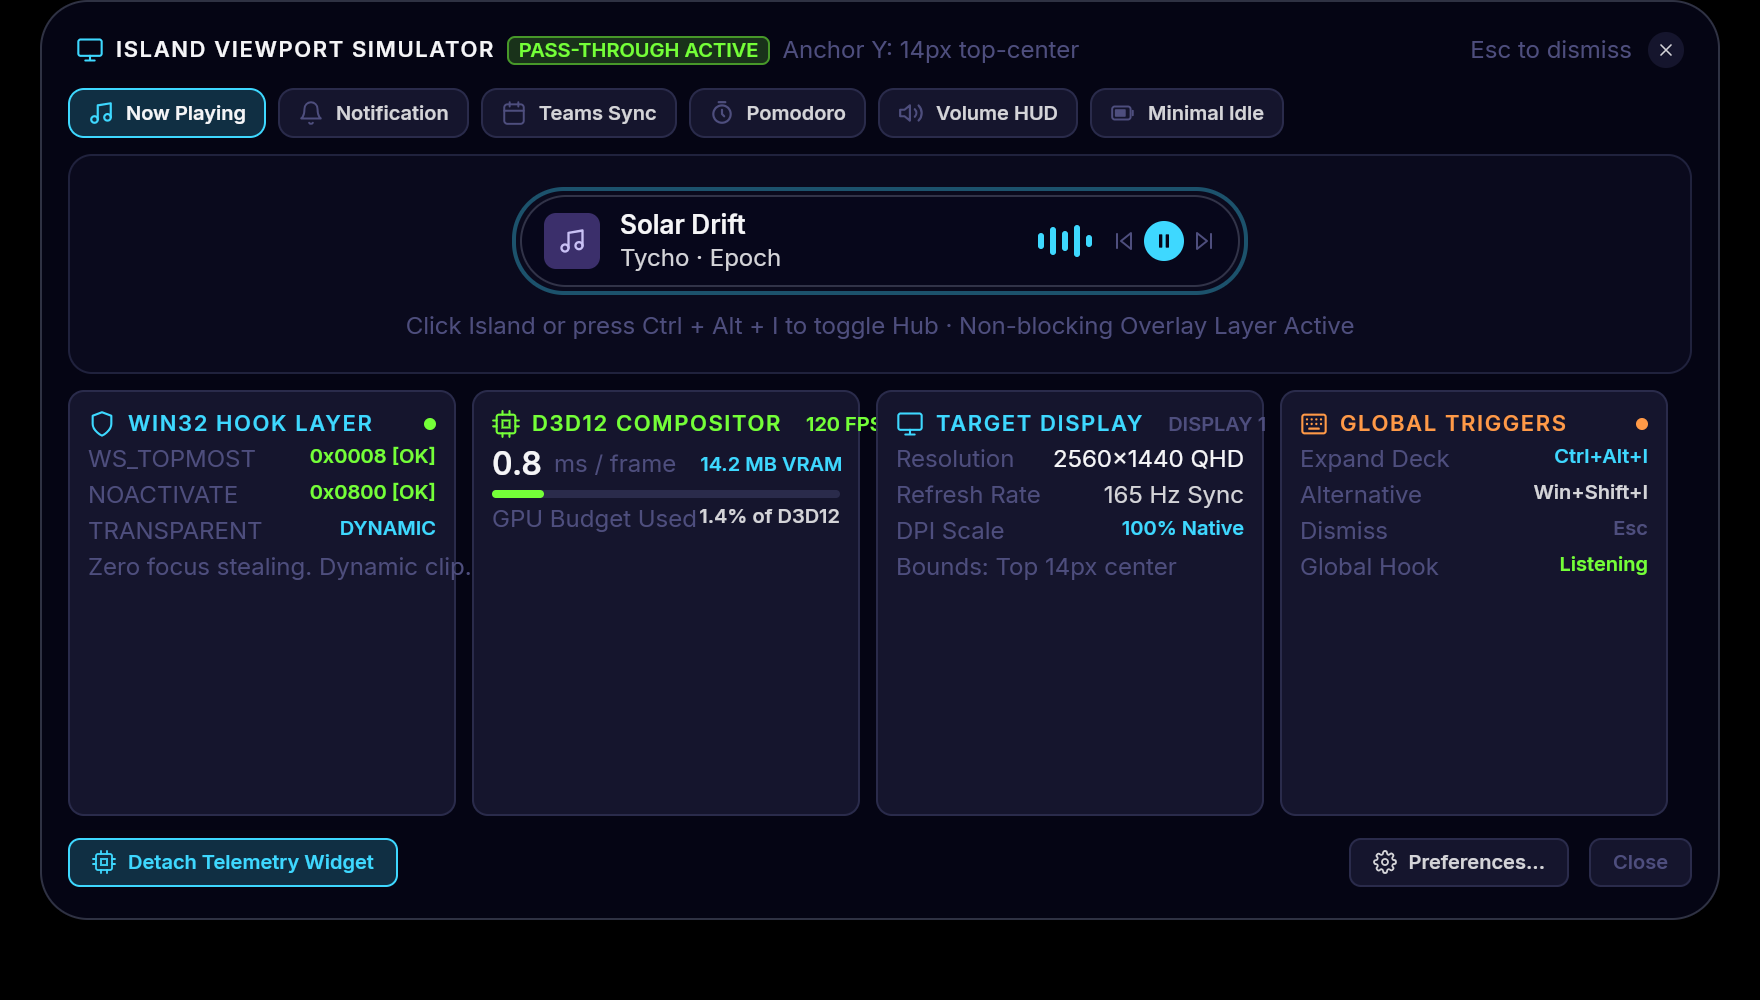 ISLAND VIEWPORT SIMULATOR PASS-THROUGH ACTIVE Anchor Y: 14px top-center Esc to dismiss
Now Playing Notification Teams Sync Pomodoro Volume HUD Minimal Idle
Solar Drift
Tycho · Epoch
Click Island or press Ctrl + Alt + I to toggle Hub · Non-blocking Overlay Layer Active
WIN32 HOOK LAYER
WS_TOPMOST 0x0008 [OK]
NOACTIVATE 0x0800 [OK]
TRANSPARENT DYNAMIC
Zero focus stealing. Dynamic clip.
D3D12 COMPOSITOR 120 FPS
0.8 ms / frame 14.2 MB VRAM
GPU Budget Used 1.4% of D3D12
TARGET DISPLAY DISPLAY 1
Resolution 2560×1440 QHD
Refresh Rate 165 Hz Sync
DPI Scale 100% Native
Bounds: Top 14px center
GLOBAL TRIGGERS
Expand Deck Ctrl+Alt+I
Alternative Win+Shift+I
Dismiss Esc
Global Hook Listening
Detach Telemetry Widget Preferences... Close